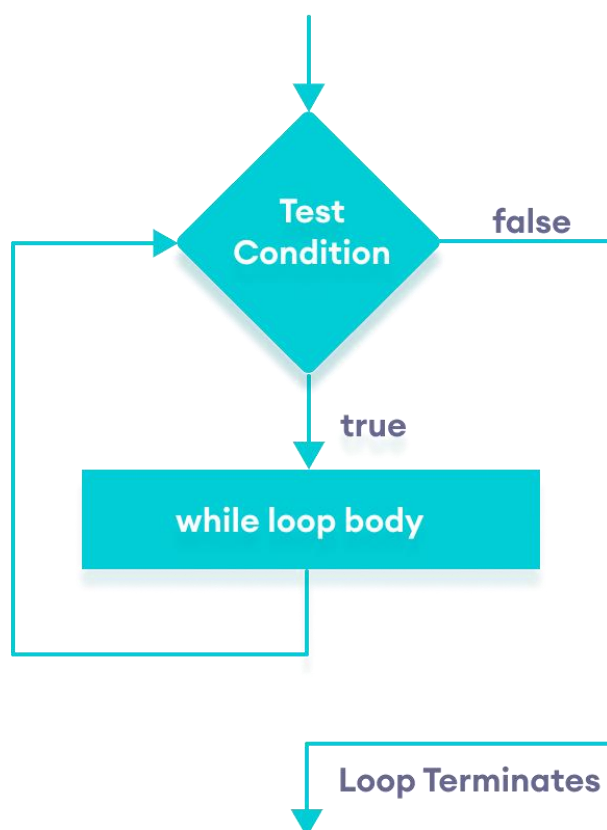 Test
Condition
false
true
while loop body
Loop Terminates